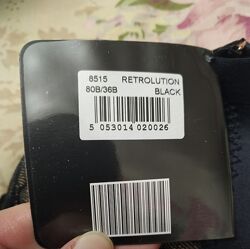 8515 RETROLUTION
80B/36B BLACK
5 053014 020026